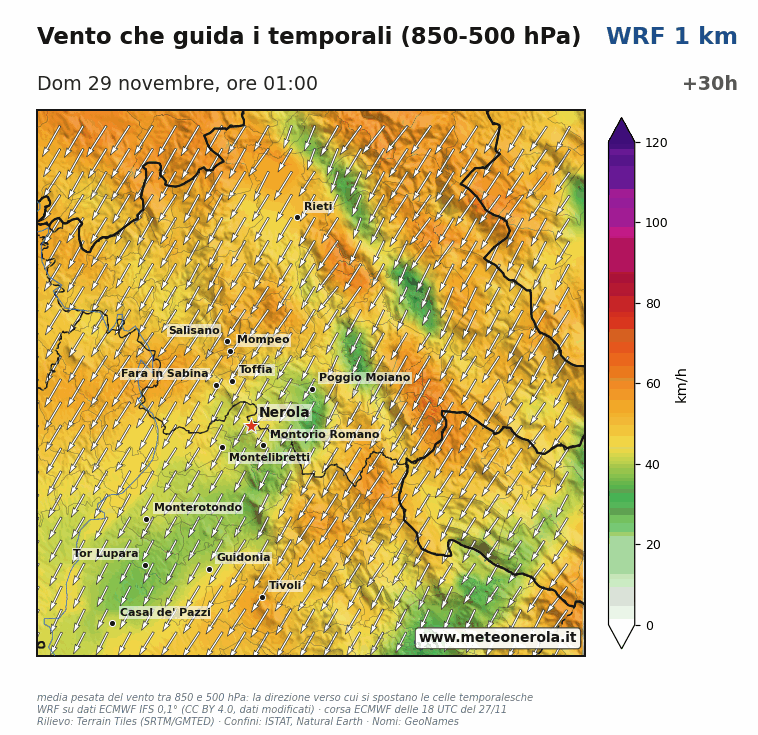 Vento che guida i temporali (850-500 hPa) WRF 1 km
Dom 29 novembre, ore 01:00 +30h
Rieti
Salisano
Mompeo
Toffia
Fara in Sabina
Poggio Moiano
Nerola
Montorio Romano
Montelibretti
Monterotondo
Tor Lupara
Guidonia
Tivoli
Casal de' Pazzi
www.meteonerola.it
120
100
80
60
40
20
0
km/h
media pesata del vento tra 850 e 500 hPa: la direzione verso cui si spostano le celle temporalesche
WRF su dati ECMWF IFS 0,1° (CC BY 4.0, dati modificati) · corsa ECMWF delle 18 UTC del 27/11
Rilievo: Terrain Tiles (SRTM/GMTED) · Confini: ISTAT, Natural Earth · Nomi: GeoNames